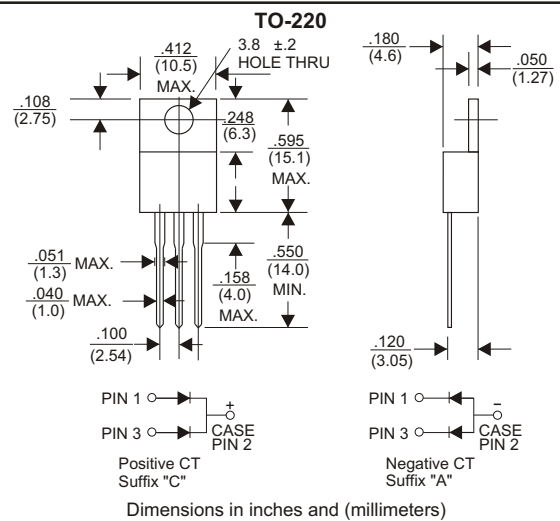 TO-220
.412
(10.5)
MAX.
3.8 ±.2
HOLE THRU
.180
(4.6)
.050
(1.27)
.108
(2.75)
.248
(6.3)
.595
(15.1)
MAX.
.051
(1.3) MAX.
.040
(1.0) MAX.
.158
(4.0)
MAX.
.550
(14.0)
MIN.
.100
(2.54)
.120
(3.05)
PIN 1
+
PIN 3
CASE
PIN 2
Positive CT
Suffix "C"
PIN 1
–
PIN 3
CASE
PIN 2
Negative CT
Suffix "A"
Dimensions in inches and (millimeters)